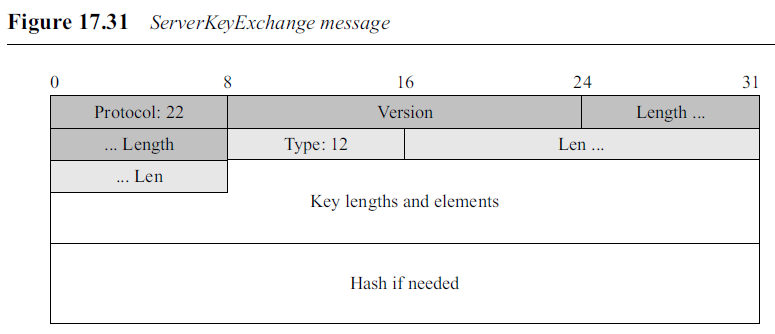 Figure 17.31 ServerKeyExchange message
0 8 16 24 31
Protocol: 22 Version Length ...
... Length Type: 12 Len ...
... Len
Key lengths and elements
Hash if needed